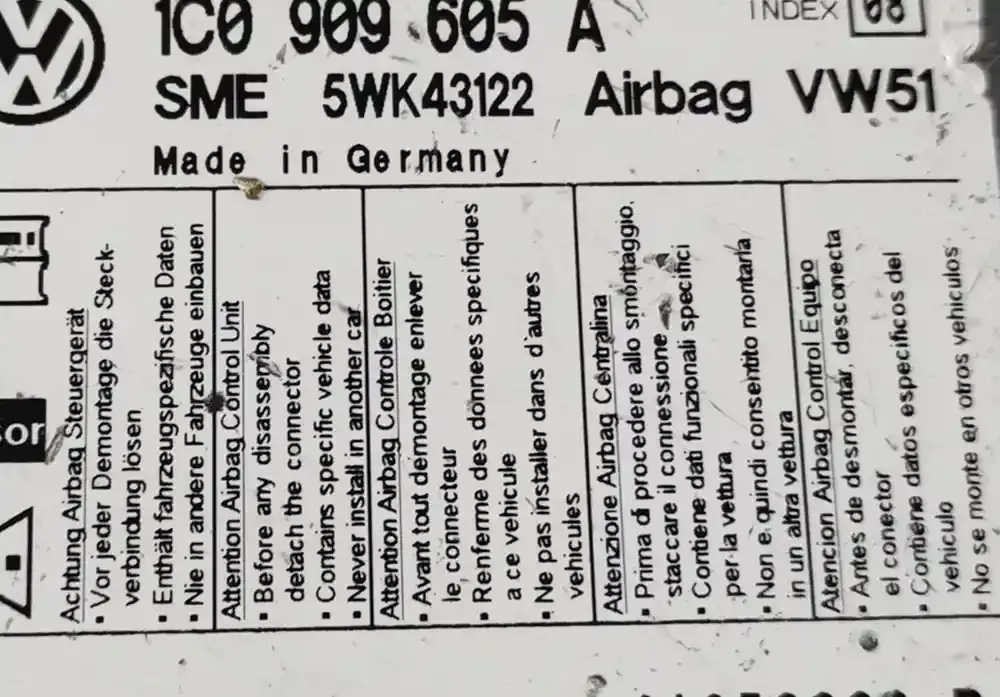 1C0 909 605 A
INDEX 08
SME 5WK43122 Airbag VW51
Made in Germany
sor
Achtung Airbag Steuergerät
• Vor jeder Demontage die Steck-
verbindung lösen
• Enthält fahrzeugspezifische Daten
• Nie in andere Fahrzeuge einbauen
Attention Airbag Control Unit
• Before any disassembly
detach the connector
• Contains specific vehicle data
• Never install in another car
Attention Airbag Controle Boitier
• Avant tout demontage enlever
le connecteur
• Renferme des donnees specifiques
a ce vehicule
• Ne pas installer dans d'autres
vehicules
Attenzione Airbag Centralina
• Prima di procedere allo smontaggio,
staccare il connessione
• Contiene dati funzionali specifici
per la vettura
• Non e quindi consentito montarla
in un altra vettura
Atencion Airbag Control Equipo
• Antes de desmontar, desconecta
el conector
• Contiene datos especificos del
vehiculo
• No se monte en otros vehiculos